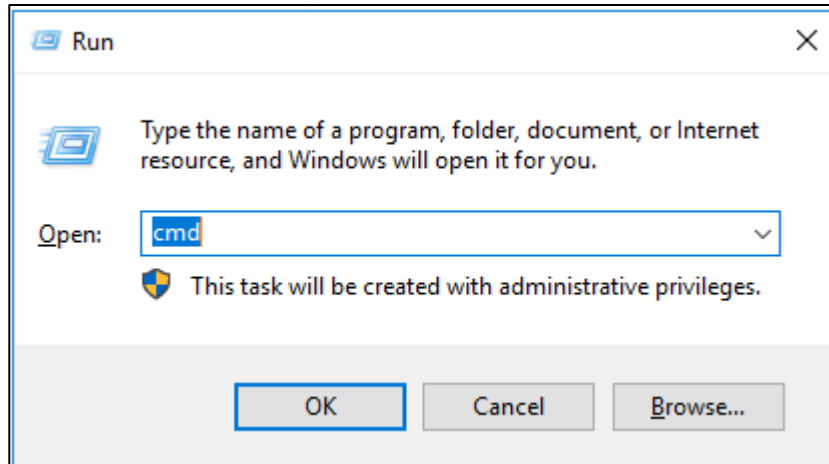 Run
Type the name of a program, folder, document, or Internet
resource, and Windows will open it for you.
Open:
cmd
This task will be created with administrative privileges.
OK
Cancel
Browse...